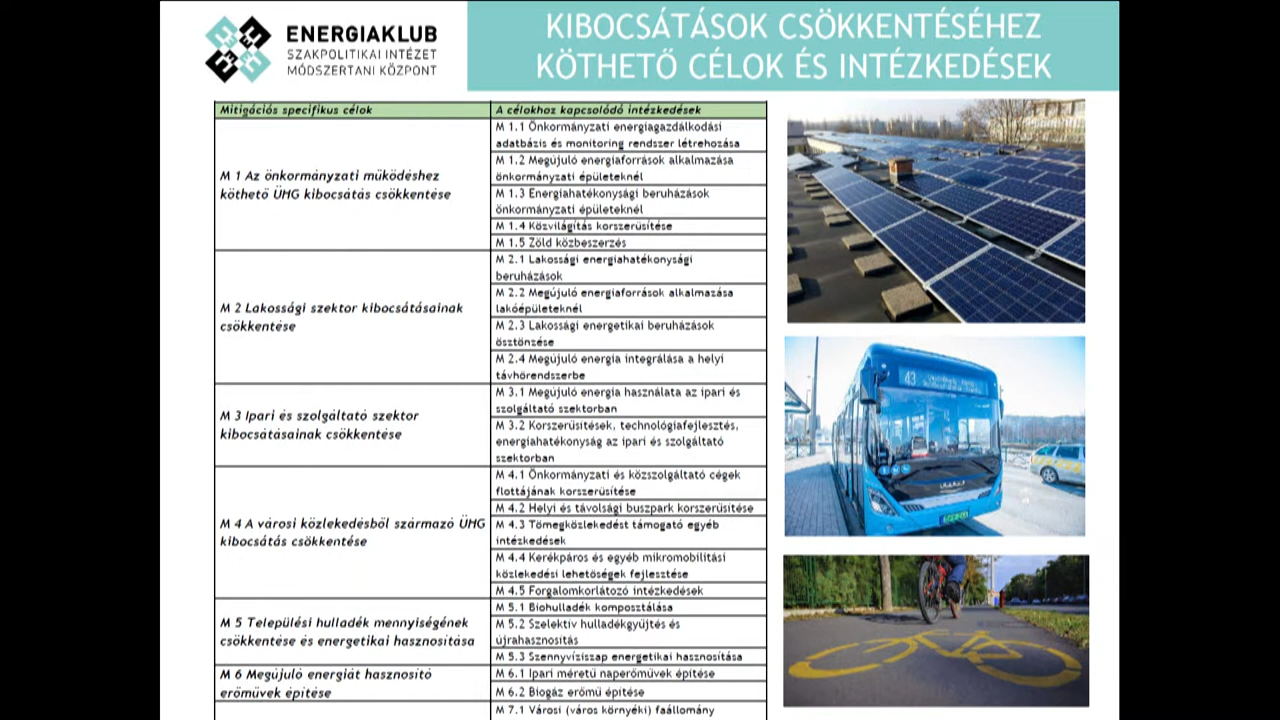 ENERGIAKLUB
SZAKPOLITIKAI INTÉZET
MÓDSZERTANI KÖZPONT
KIBOCSÁTÁSOK CSÖKKENTÉSÉHEZ
KÖTHETŐ CÉLOK ÉS INTÉZKEDÉSEK
Mitigációs specifikus célok
A célokhoz kapcsolódó intézkedések
M 1 Az önkormányzati működéshez
köthető ÜHG kibocsátás csökkentése
M 1.1 Önkormányzati energiagazdálkodási
adatbázis és monitoring rendszer létrehozása
M 1.2 Megújuló energiaforrások alkalmazása
önkormányzati épületeknél
M 1.3 Energiahatékonysági beruházások
önkormányzati épületeknél
M 1.4 Közvilágítás korszerűsítése
M 1.5 Zöld közbeszerzés
M 2 Lakossági szektor kibocsátásainak
csökkentése
M 2.1 Lakossági energiahatékonysági
beruházások
M 2.2 Megújuló energiaforrások alkalmazása
lakóépületeknél
M 2.3 Lakossági energetikai beruházások
ösztönzése
M 2.4 Megújuló energia integrálása a helyi
távhőrendszerbe
M 3 Ipari és szolgáltató szektor
kibocsátásainak csökkentése
M 3.1 Megújuló energia használata az ipari és
szolgáltató szektorban
M 3.2 Korszerűsítések, technológiafejlesztés,
energiahatékonyság az ipari és szolgáltató
szektorban
M 4 A városi közlekedésből származó ÜHG
kibocsátás csökkentése
M 4.1 Önkormányzati és közszolgáltató cégek
flottájának korszerűsítése
M 4.2 Helyi és távolsági buszpark korszerűsítése
M 4.3 Tömegközlekedést támogató egyéb
intézkedések
M 4.4 Kerékpáros és egyéb mikromobilitási
közlekedési lehetőségek fejlesztése
M 4.5 Forgalomkorlátozó intézkedések
M 5 Települési hulladék mennyiségének
csökkentése és energetikai hasznosítása
M 5.1 Biohulladék komposztálása
M 5.2 Szelektív hulladékgyűjtés és
újrahasznosítás
M 5.3 Szennyvíziszap energetikai hasznosítása
M 6 Megújuló energiát hasznosító
erőművek építése
M 6.1 Ipari méretű naperőművek építése
M 6.2 Biogáz erőmű építése
M 7.1 Városi (város környéki) faállomány
43